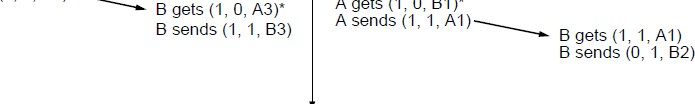 B gets (1, 0, A3)*
B sends (1, 1, B3)
A gets (1, 0, B1)*
A sends (1, 1, A1)
B gets (1, 1, A1)
B sends (0, 1, B2)